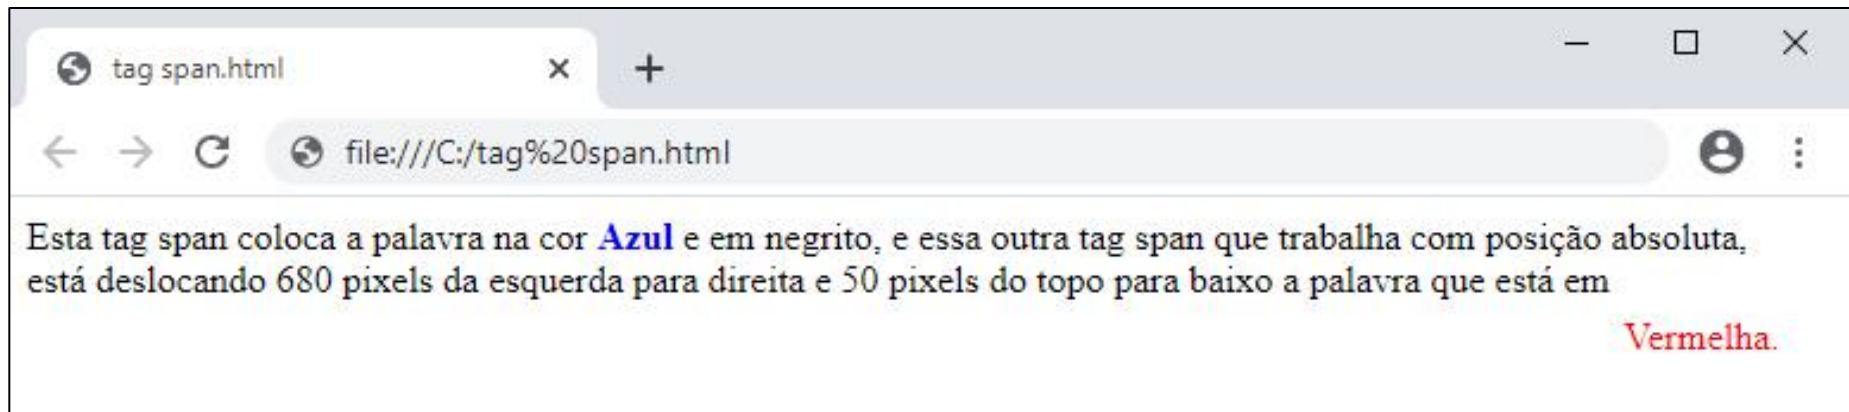 tag span.html
file:///C:/tag%20span.html
Esta tag span coloca a palavra na cor Azul e em negrito, e essa outra tag span que trabalha com posição absoluta,
está deslocando 680 pixels da esquerda para direita e 50 pixels do topo para baixo a palavra que está em
Vermelha.